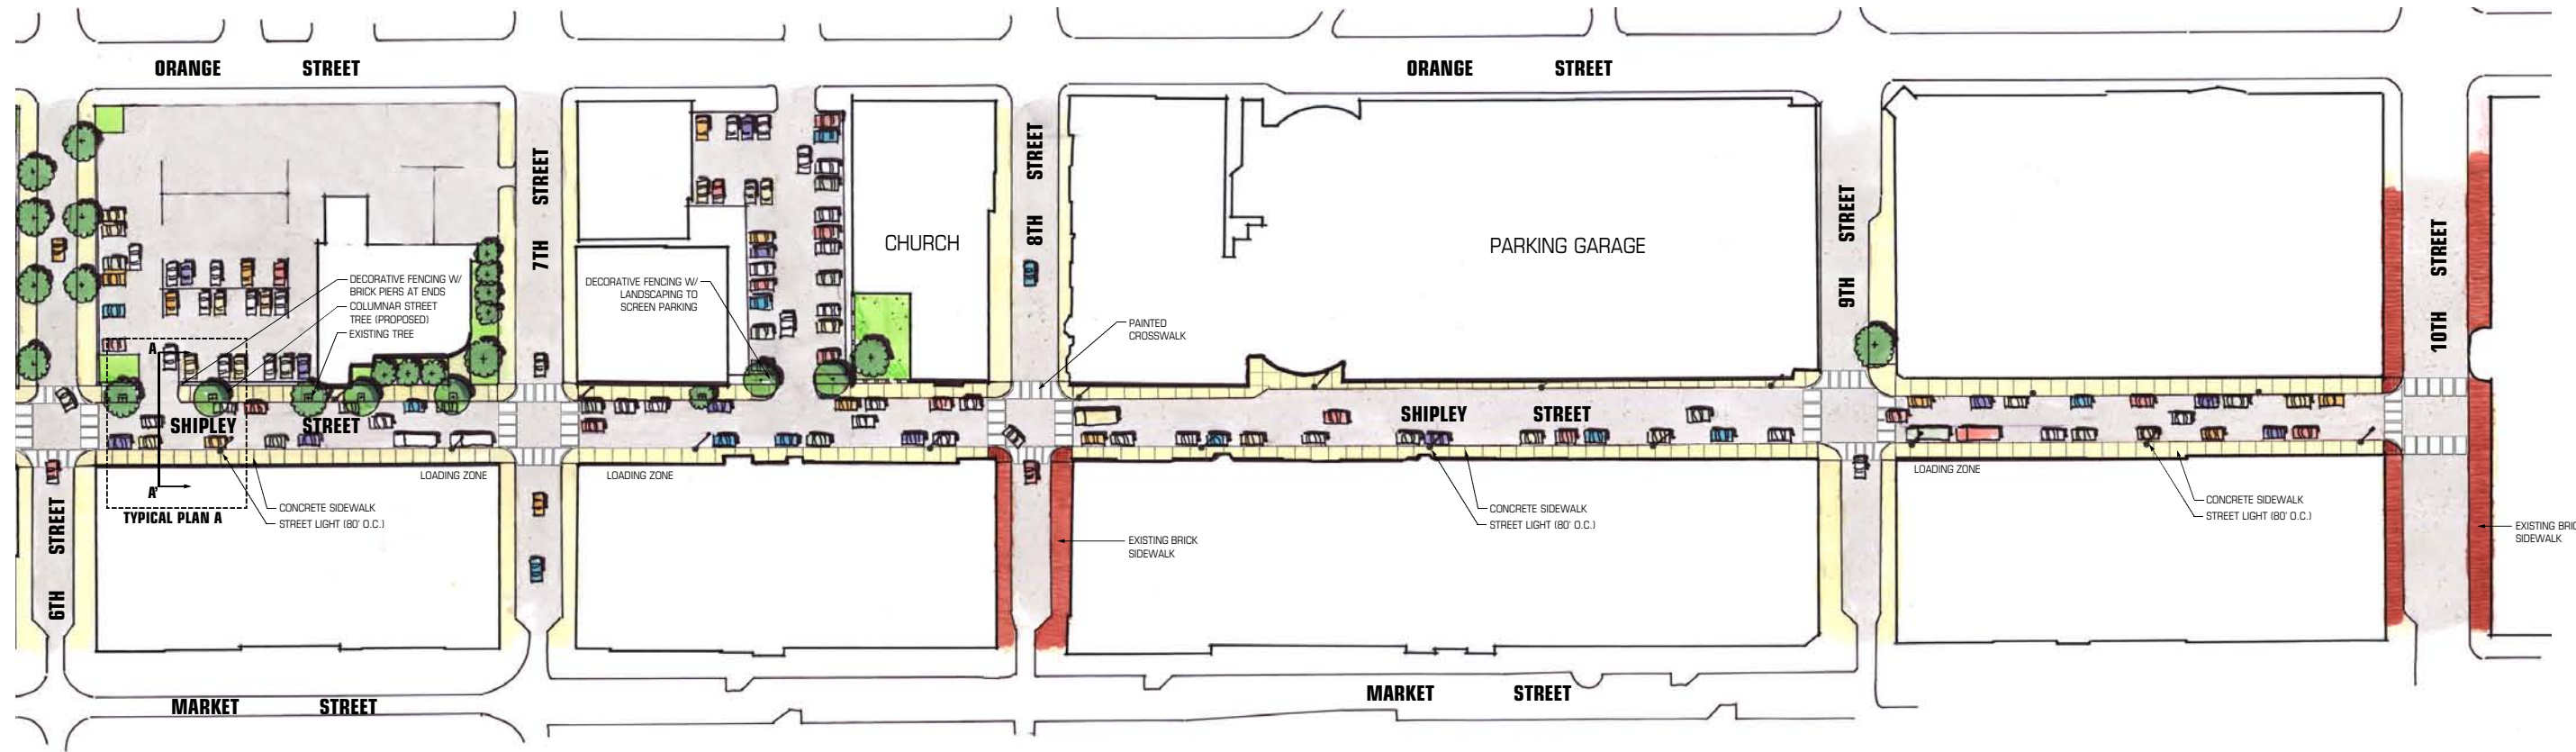 ORANGE STREET
ORANGE STREET
7TH STREET
8TH STREET
9TH STREET
10TH STREET
CHURCH
PARKING GARAGE
DECORATIVE FENCING W/
BRICK PIERS AT ENDS
COLUMNAR STREET
TREE (PROPOSED)
EXISTING TREE
DECORATIVE FENCING W/
LANDSCAPING TO
SCREEN PARKING
PAINTED
CROSSWALK
A
SHIPLEY STREET
SHIPLEY STREET
A'
TYPICAL PLAN A
LOADING ZONE
LOADING ZONE
LOADING ZONE
CONCRETE SIDEWALK
STREET LIGHT (80' O.C.)
CONCRETE SIDEWALK
STREET LIGHT (80' O.C.)
CONCRETE SIDEWALK
STREET LIGHT (80' O.C.)
EXISTING BRICK
SIDEWALK
EXISTING BRIC
SIDEWALK
6TH STREET
MARKET STREET
MARKET STREET